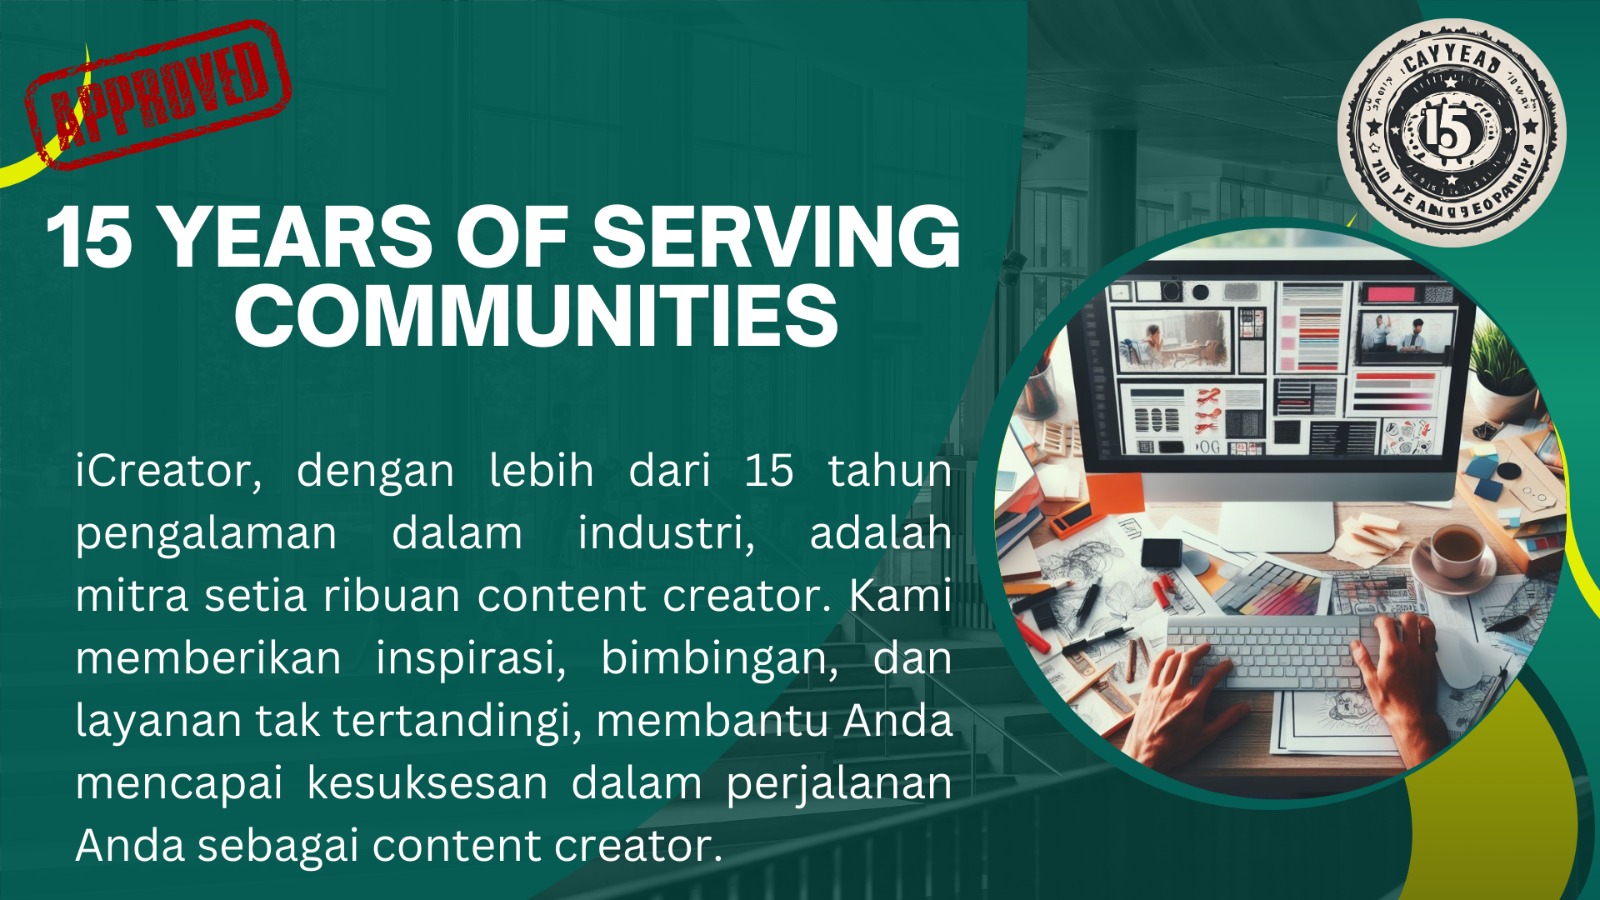 APPROVED
15
15 YEARS OF SERVING
COMMUNITIES
iCreator, dengan lebih dari 15 tahun
pengalaman dalam industri, adalah
mitra setia ribuan content creator. Kami
memberikan inspirasi, bimbingan, dan
layanan tak tertandingi, membantu Anda
mencapai kesuksesan dalam perjalanan
Anda sebagai content creator.